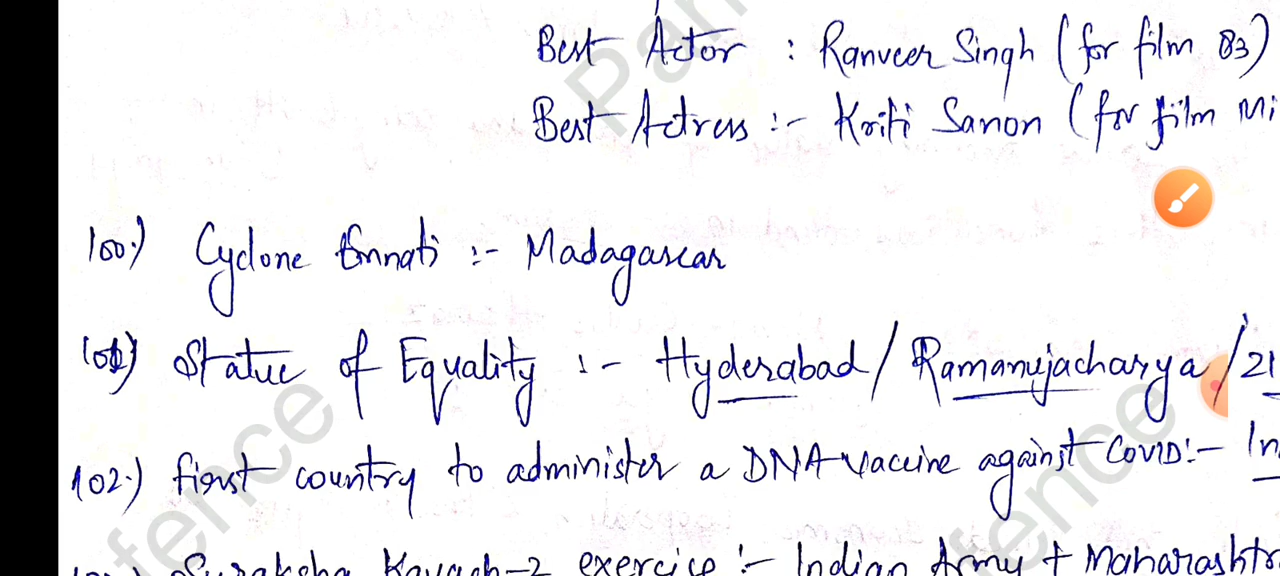 Best Actor : Ranveer Singh (for film 83)
Best Actress :- Kriti Sanon (for film Mi
100.) Cyclone Emnati :- Madagascar
101) Statue of Equality :- Hyderabad / Ramanujacharya / 21
102.) first country to administer a DNA vaccine against COVID :- In
Suraksha Kavach-2 exercise :- Indian Army + Maharashtra